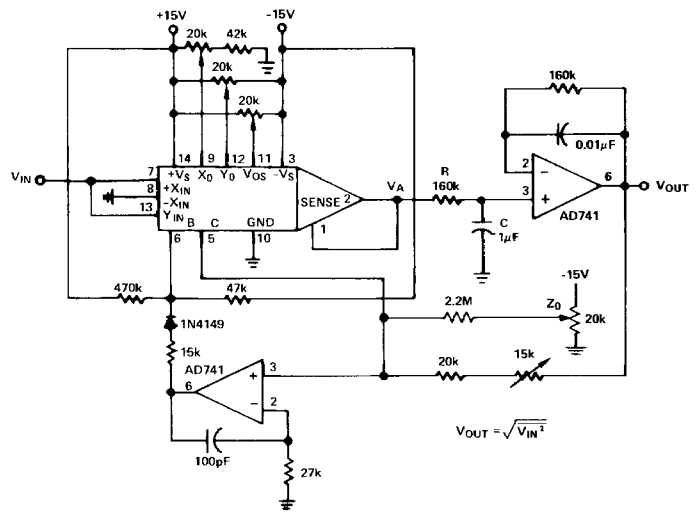 +15V
-15V
20k
42k
20k
20k
160k
0.01μF
14
9
12
11
3
+VS
X0
Y0
VOS
-VS
VIN
7
8
13
+XIN
-XIN
YIN
SENSE
2
1
VA
R
160k
2
-
3
+
6
AD741
VOUT
B
C
GND
6
5
10
C
1μF
470k
47k
1N4149
15k
AD741
6
+
3
-
2
100pF
27k
2.2M
Z0
-15V
20k
20k
15k
VOUT = √VIN²